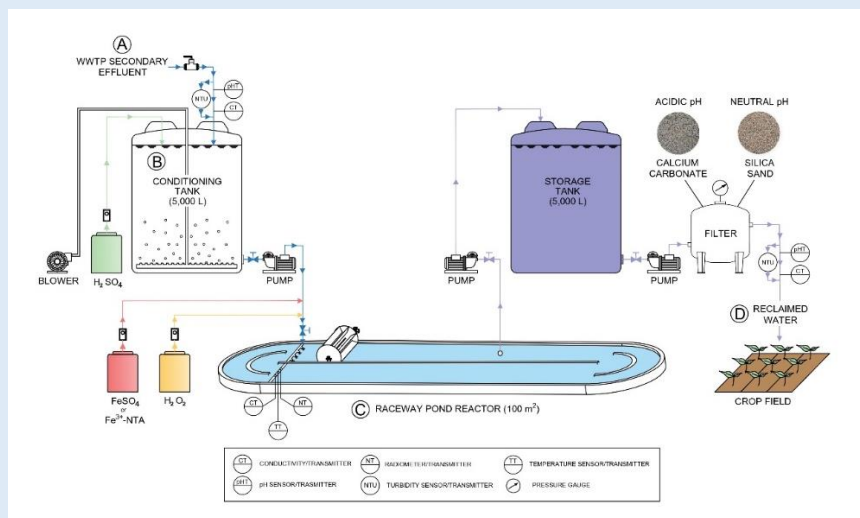 A
WWTP SECONDARY
EFFLUENT
pHT
NTU
CT
B
CONDITIONING
TANK
(5,000 L)
BLOWER
H2 SO4
PUMP
FeSO4
or
Fe3+-NTA
H2 O2
CT
TT
NT
C RACEWAY POND REACTOR (100 m2)
PUMP
STORAGE
TANK
(5,000 L)
PUMP
ACIDIC pH
NEUTRAL pH
CALCIUM
CARBONATE
SILICA
SAND
FILTER
pHT
NTU
CT
D RECLAIMED
WATER
CROP FIELD
CT CONDUCTIVITY/TRANSMITTER
NT RADIOMETER/TRANSMITTER
TT TEMPERATURE SENSOR/TRANSMITTER
pHT pH SENSOR/TRASMITTER
NTU TURBIDITY SENSOR/TRANSMITTER
PRESSURE GAUGE